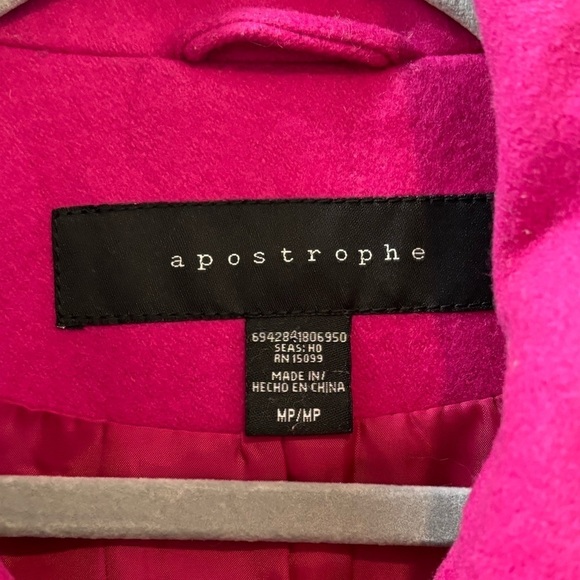 apostrophe
6942841806950
SEAS: HO
RN 15099
MADE IN/
HECHO EN CHINA
MP/MP